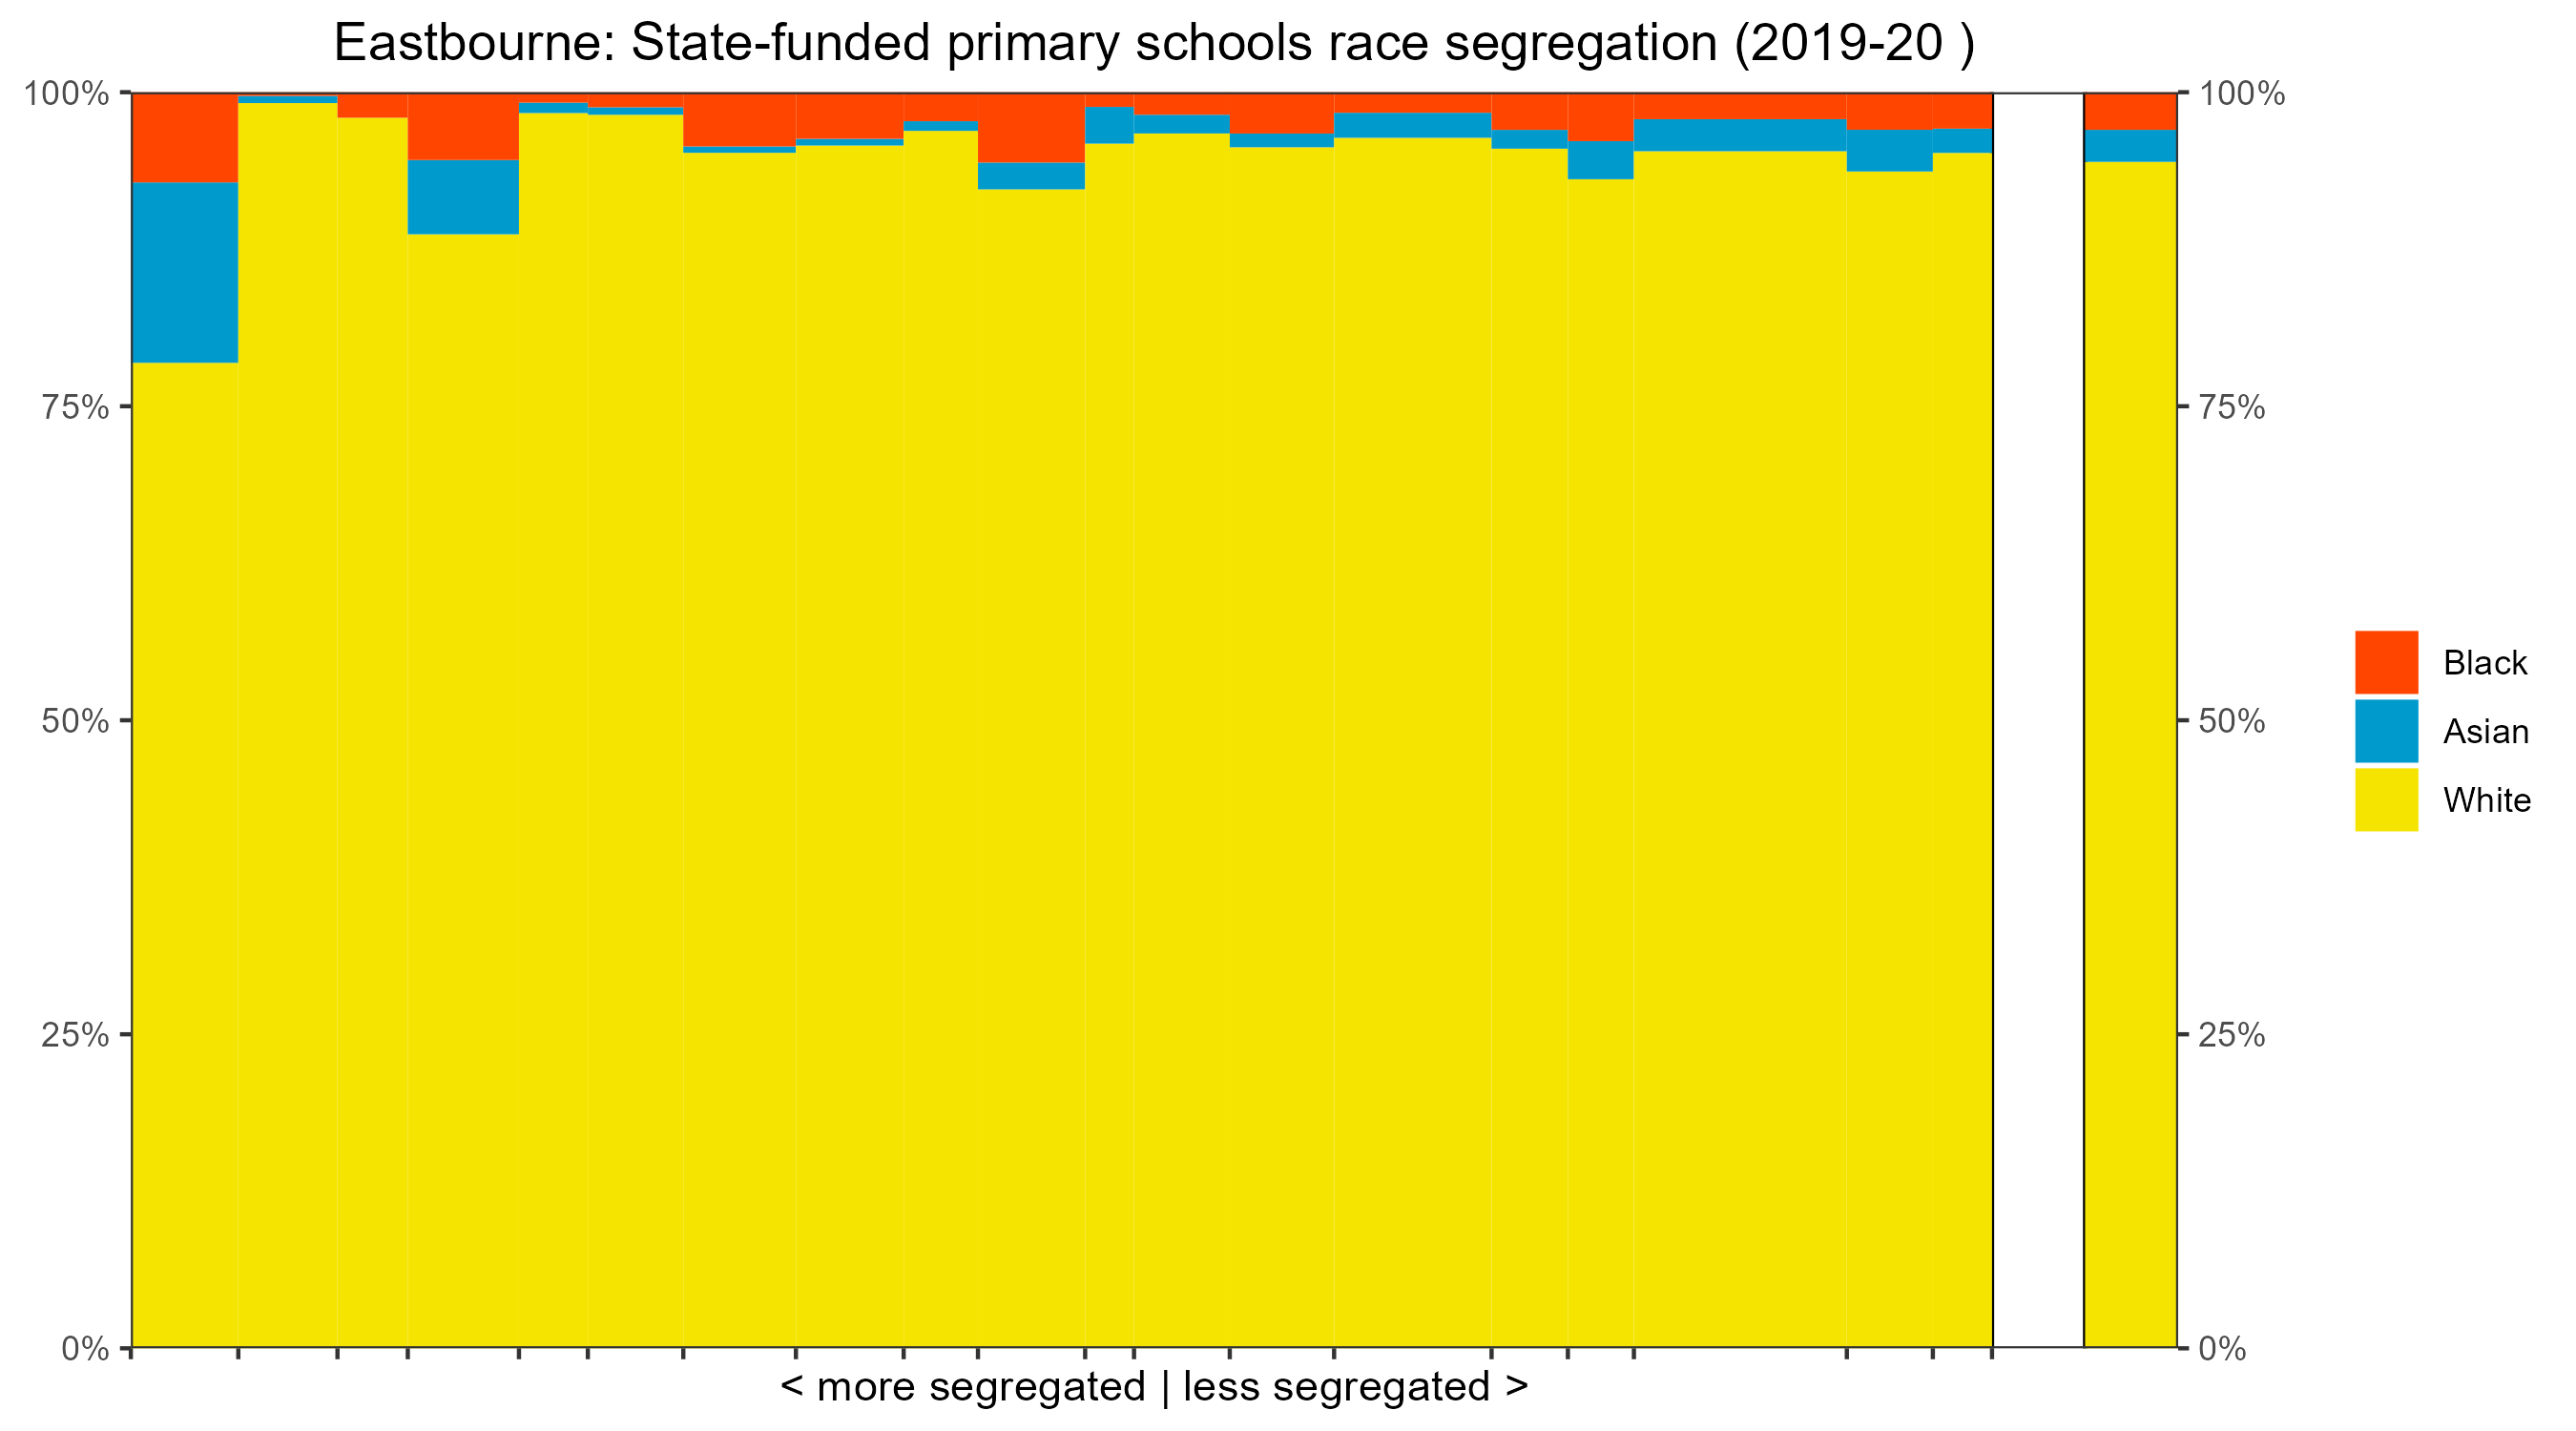 Eastbourne: State-funded primary schools race segregation (2019-20 )
100%
75%
50%
25%
0%
100%
75%
50%
25%
0%
Black
Asian
White
< more segregated | less segregated >